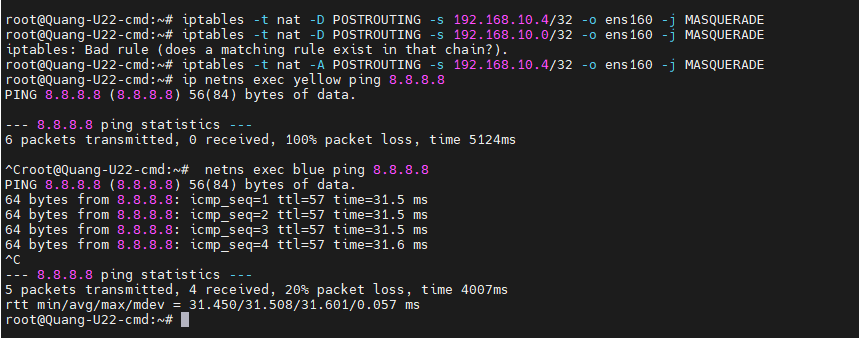 root@Quang-U22-cmd:~# iptables -t nat -D POSTROUTING -s 192.168.10.4/32 -o ens160 -j MASQUERADE
root@Quang-U22-cmd:~# iptables -t nat -D POSTROUTING -s 192.168.10.0/32 -o ens160 -j MASQUERADE
iptables: Bad rule (does a matching rule exist in that chain?).
root@Quang-U22-cmd:~# iptables -t nat -A POSTROUTING -s 192.168.10.4/32 -o ens160 -j MASQUERADE
root@Quang-U22-cmd:~# ip netns exec yellow ping 8.8.8.8
PING 8.8.8.8 (8.8.8.8) 56(84) bytes of data.
--- 8.8.8.8 ping statistics ---
6 packets transmitted, 0 received, 100% packet loss, time 5124ms
^Croot@Quang-U22-cmd:~#  netns exec blue ping 8.8.8.8
PING 8.8.8.8 (8.8.8.8) 56(84) bytes of data.
64 bytes from 8.8.8.8: icmp_seq=1 ttl=57 time=31.5 ms
64 bytes from 8.8.8.8: icmp_seq=2 ttl=57 time=31.5 ms
64 bytes from 8.8.8.8: icmp_seq=3 ttl=57 time=31.5 ms
64 bytes from 8.8.8.8: icmp_seq=4 ttl=57 time=31.6 ms
^C
--- 8.8.8.8 ping statistics ---
5 packets transmitted, 4 received, 20% packet loss, time 4007ms
rtt min/avg/max/mdev = 31.450/31.508/31.601/0.057 ms
root@Quang-U22-cmd:~#